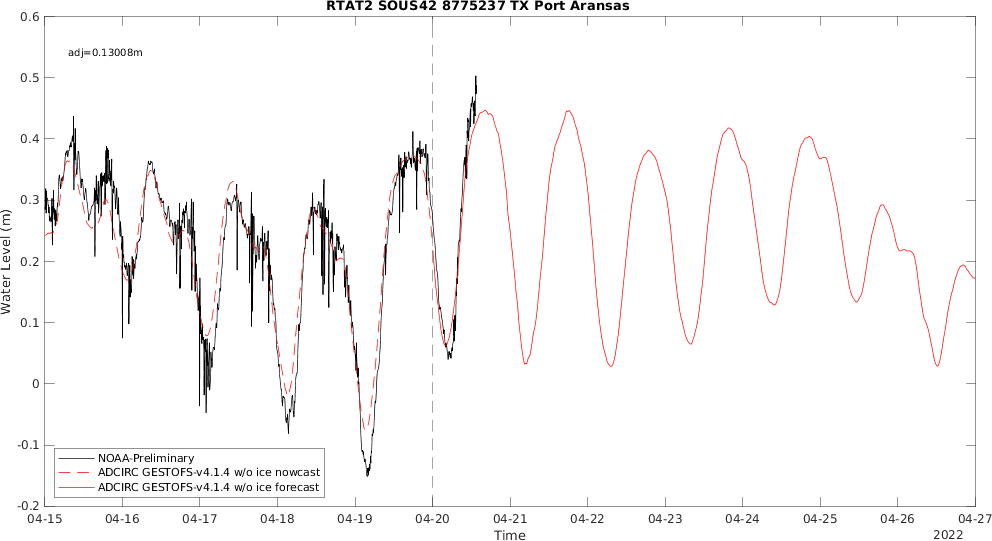 RTAT2 SOUS42 8775237 TX Port Aransas
0.6
adj=0.13008m
0.5
0.4
0.3
0.2
0.1
0
-0.1
-0.2
Water Level (m)
NOAA-Preliminary
ADCIRC GESTOFS-v4.1.4 w/o ice nowcast
ADCIRC GESTOFS-v4.1.4 w/o ice forecast
04-15 04-16 04-17 04-18 04-19 04-20 04-21 04-22 04-23 04-24 04-25 04-26 04-27
Time
2022